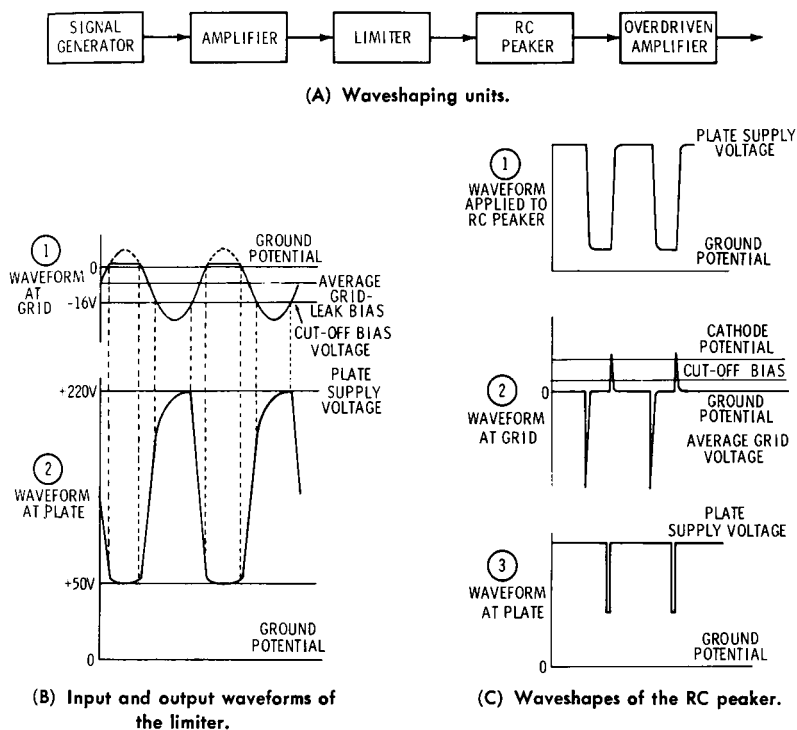 SIGNAL
GENERATOR
AMPLIFIER
LIMITER
RC
PEAKER
OVERDRIVEN
AMPLIFIER
(A) Waveshaping units.
1
WAVEFORM
AT
GRID
0
-16V
GROUND
POTENTIAL
AVERAGE
GRID-
LEAK BIAS
CUT-OFF BIAS
VOLTAGE
+220V
PLATE
SUPPLY
VOLTAGE
2
WAVEFORM
AT PLATE
+50V
GROUND
POTENTIAL
0
(B) Input and output waveforms of
the limiter.
1
WAVEFORM
APPLIED TO
RC PEAKER
PLATE SUPPLY
VOLTAGE
GROUND
POTENTIAL
CATHODE
POTENTIAL
CUT-OFF BIAS
0
2
WAVEFORM
AT GRID
GROUND
POTENTIAL
AVERAGE GRID
VOLTAGE
PLATE
SUPPLY VOLTAGE
3
WAVEFORM
AT PLATE
GROUND
POTENTIAL
0
(C) Waveshapes of the RC peaker.